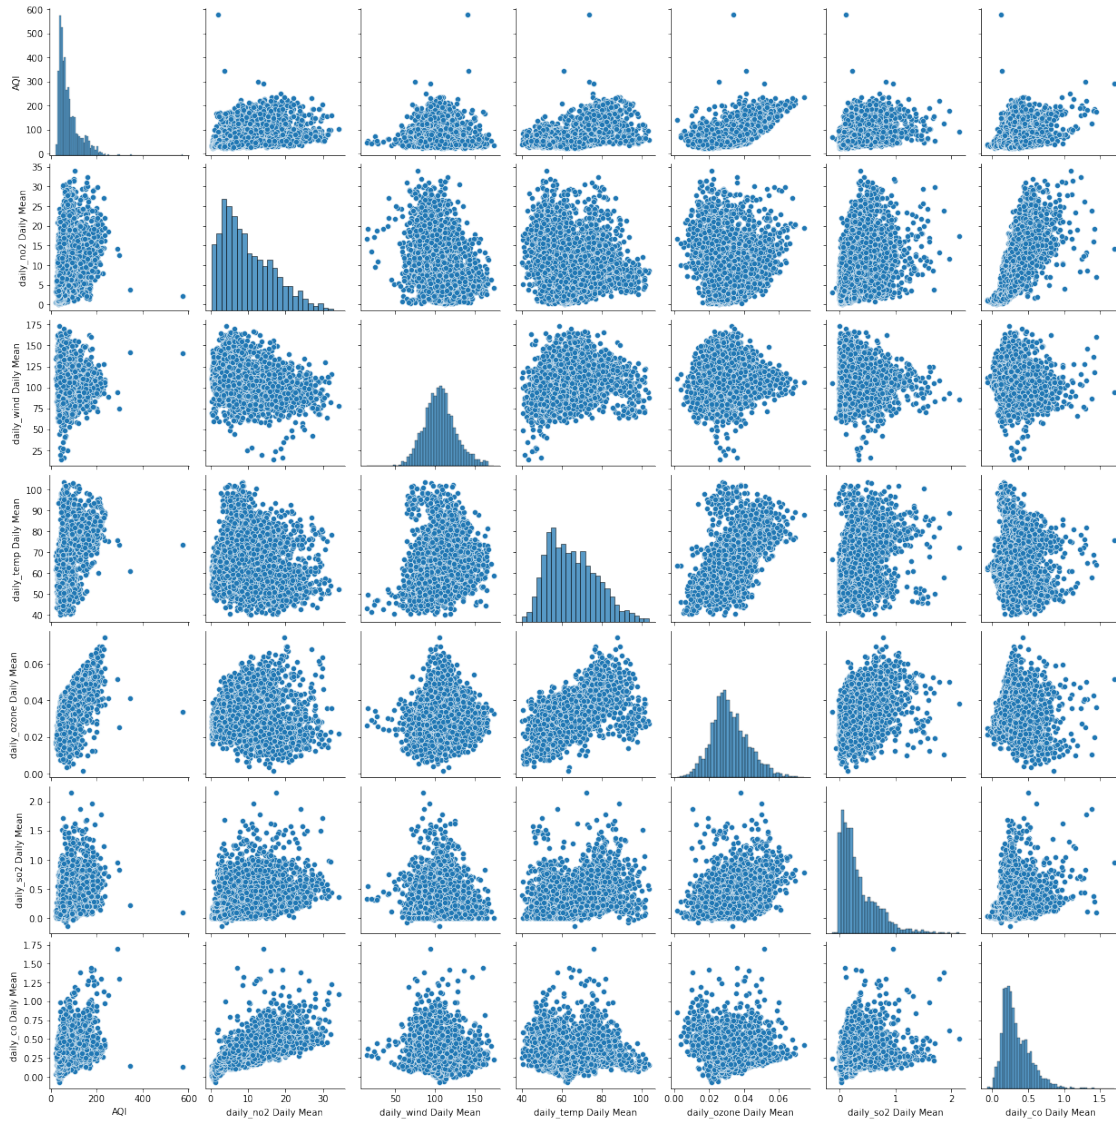 600
500
400
300
200
100
0
AQI
35
30
25
20
15
10
5
0
daily_no2 Daily Mean
175
150
125
100
75
50
25
daily_wind Daily Mean
100
90
80
70
60
50
40
daily_temp Daily Mean
0.06
0.04
0.02
0.00
daily_ozone Daily Mean
2.0
1.5
1.0
0.5
0.0
daily_so2 Daily Mean
1.75
1.50
1.25
1.00
0.75
0.50
0.25
0.00
daily_co Daily Mean
0 200 400 600
0 10 20 30
50 100 150
40 60 80 100
0.00 0.02 0.04 0.06
0 1 2
0.0 0.5 1.0 1.5
AQI
daily_no2 Daily Mean
daily_wind Daily Mean
daily_temp Daily Mean
daily_ozone Daily Mean
daily_so2 Daily Mean
daily_co Daily Mean